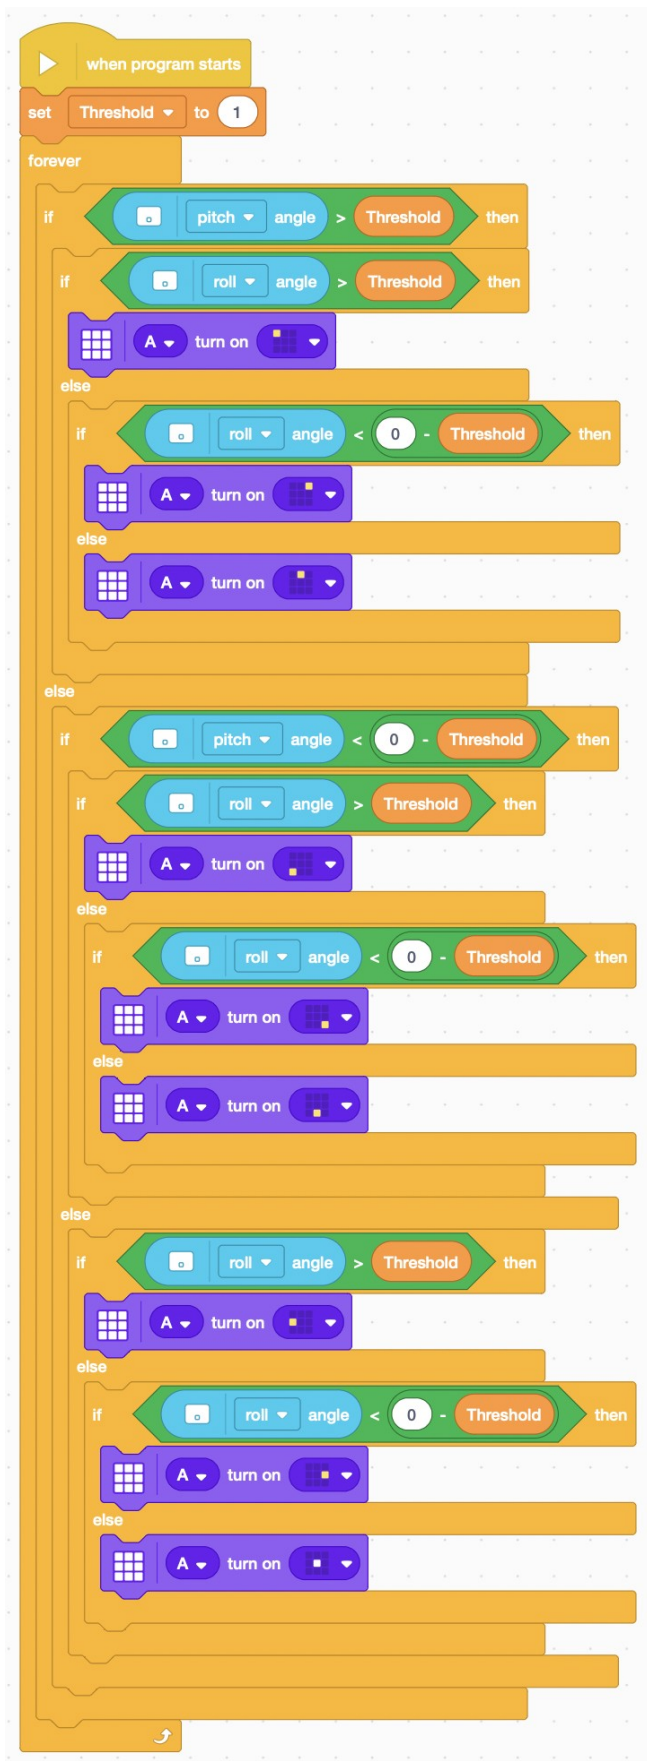 when program starts
set Threshold to 1
forever
if pitch angle > Threshold then
if roll angle > Threshold then
A turn on
else
if roll angle < 0 - Threshold then
A turn on
else
A turn on
else
if pitch angle < 0 - Threshold then
if roll angle > Threshold then
A turn on
else
if roll angle < 0 - Threshold then
A turn on
else
A turn on
else
if roll angle > Threshold then
A turn on
else
if roll angle < 0 - Threshold then
A turn on
else
A turn on